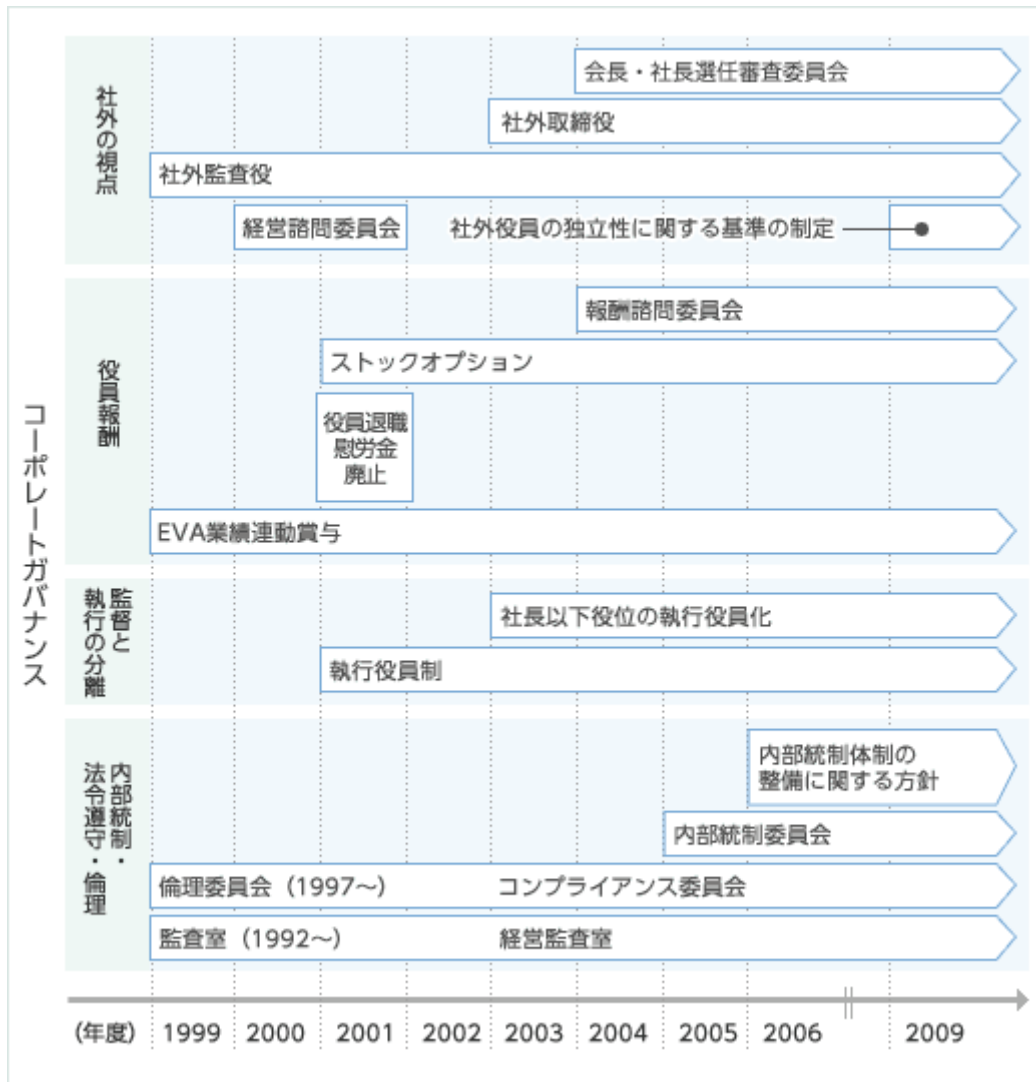 コーポレートガバナンス
社外の視点
会長・社長選任審査委員会
社外取締役
社外監査役
経営諮問委員会
社外役員の独立性に関する基準の制定
役員報酬
報酬諮問委員会
ストックオプション
役員退職
慰労金
廃止
EVA業績連動賞与
監督と
執行の分離
社長以下役位の執行役員化
執行役員制
内部統制・
法令遵守・倫理
内部統制体制の
整備に関する方針
内部統制委員会
倫理委員会（1997～） コンプライアンス委員会
監査室（1992～） 経営監査室
(年度) 1999 2000 2001 2002 2003 2004 2005 2006 2009